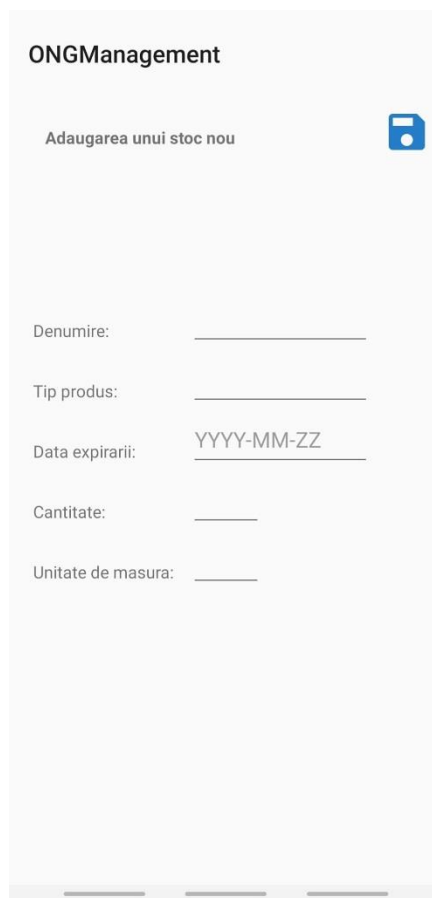 ONGManagement
Adaugarea unui stoc nou
Denumire:
Tip produs:
Data expirarii: YYYY-MM-ZZ
Cantitate:
Unitate de masura: